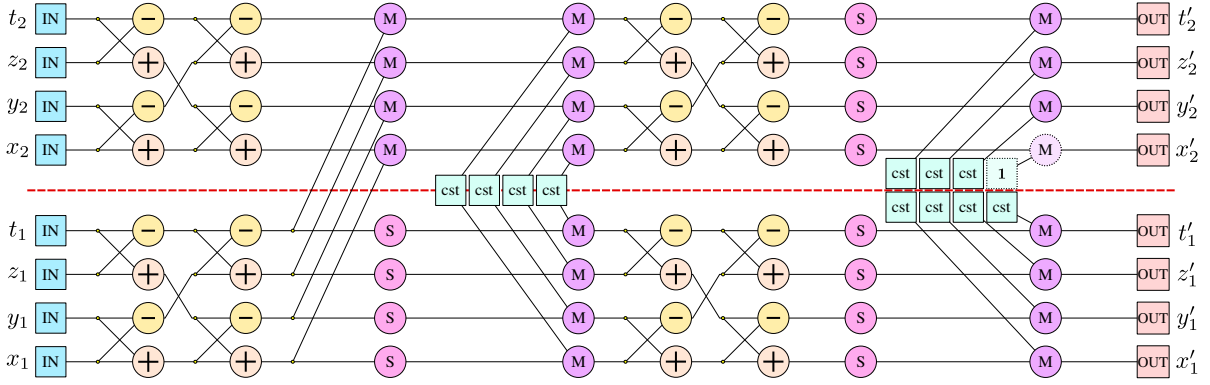 t₂ IN − − M M − − S M OUT t′₂
z₂ IN + + M M + + S M OUT z′₂
y₂ IN − − M M − − S M OUT y′₂
x₂ IN + + M M + + S M OUT x′₂
cst cst cst 1
cst cst cst cst
cst cst cst cst
t₁ IN − − S M − − S M OUT t′₁
z₁ IN + + S M + + S M OUT z′₁
y₁ IN − − S M − − S M OUT y′₁
x₁ IN + + S M + + S M OUT x′₁